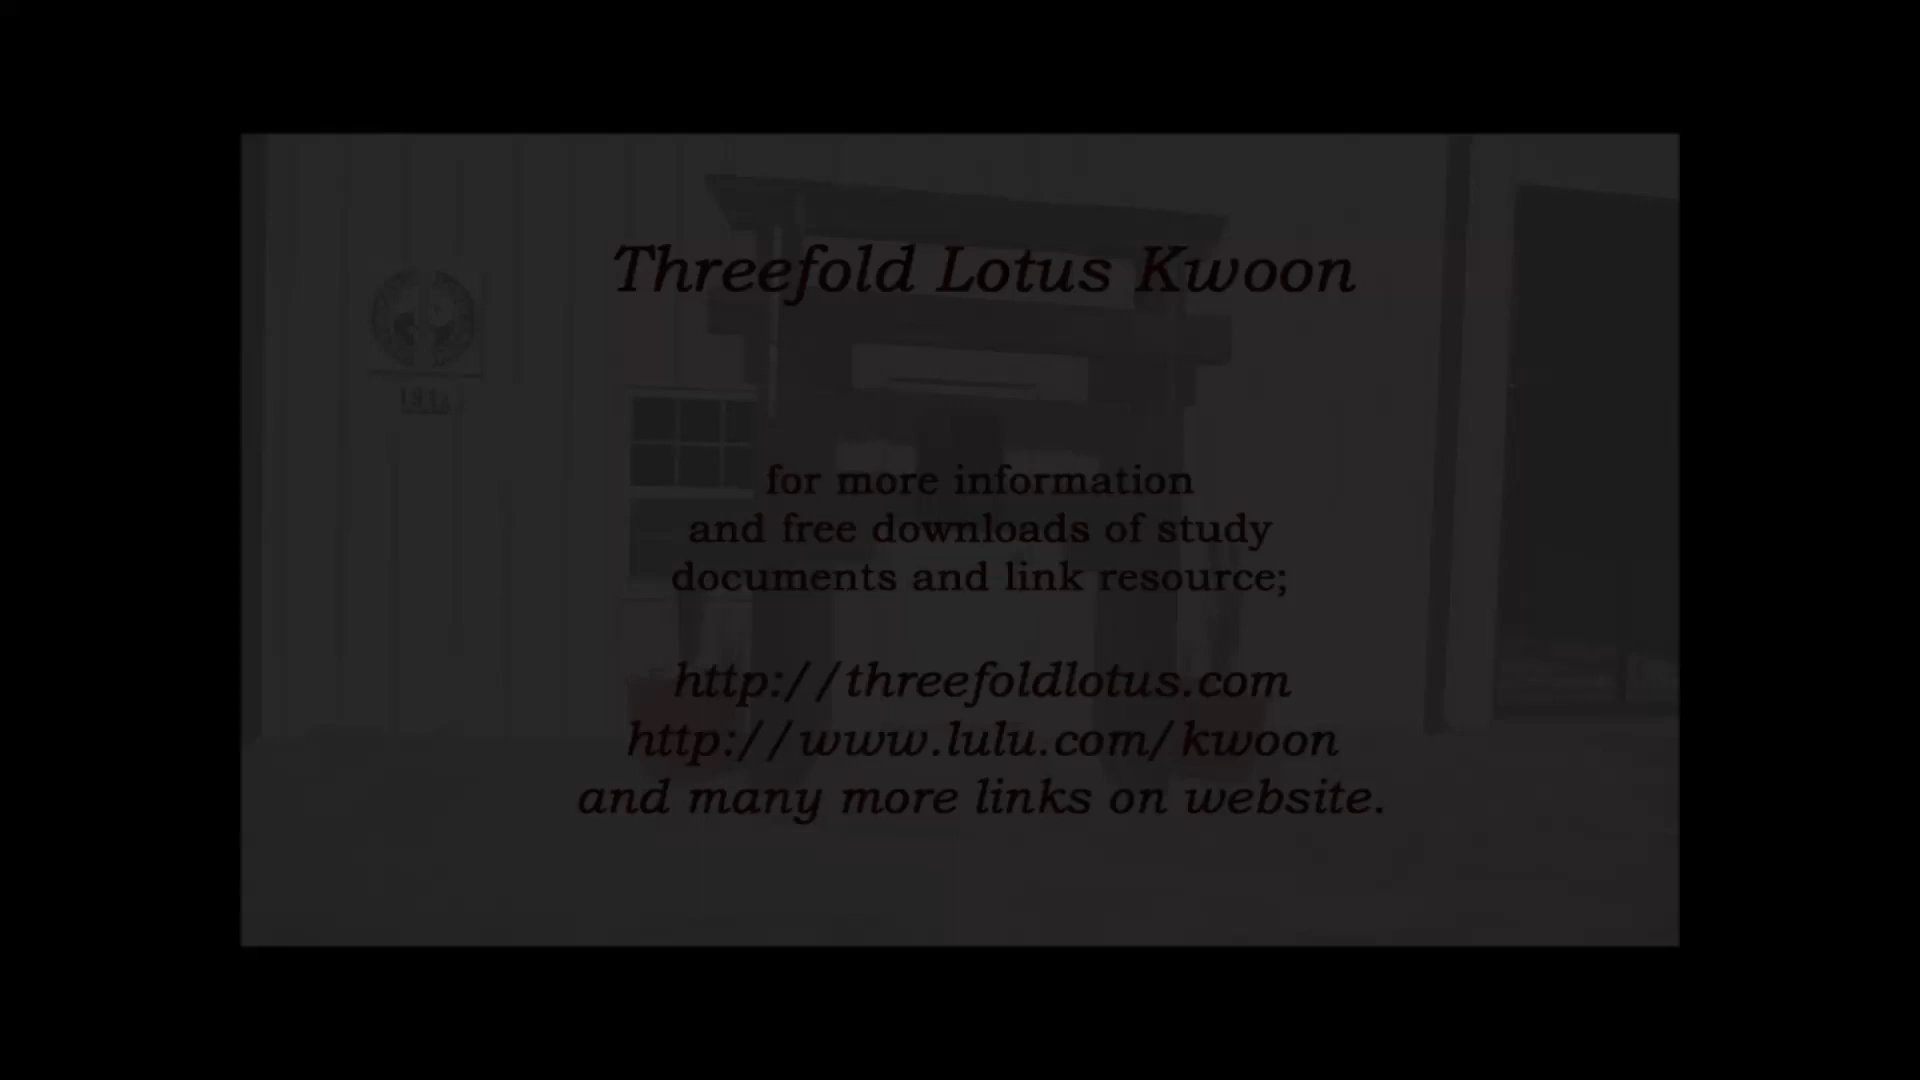 Threefold Lotus Kwoon
for more information
and free downloads of study
documents and link resource;
http://threefoldlotus.com
http://www.lulu.com/kwoon
and many more links on website.